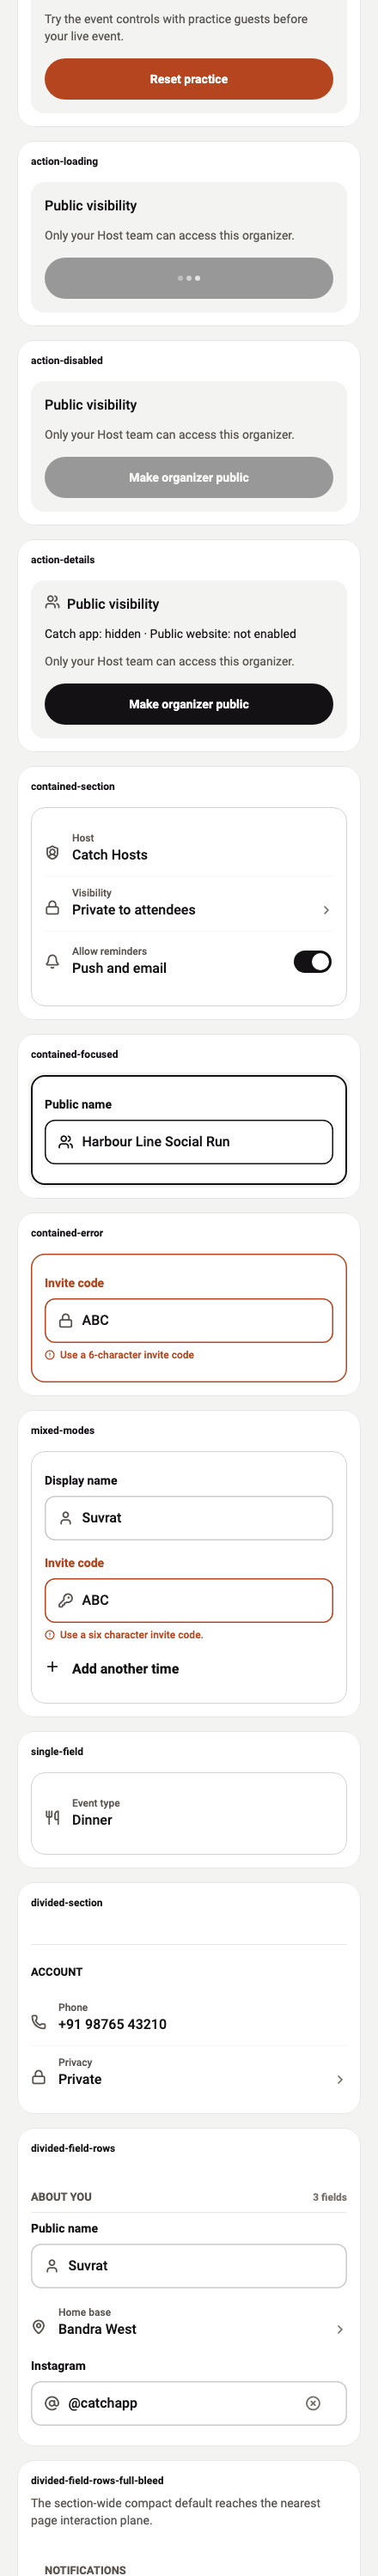 Try the event controls with practice guests before
your live event.
Reset practice
action-loading
Public visibility
Only your Host team can access this organizer.
action-disabled
Public visibility
Only your Host team can access this organizer.
Make organizer public
action-details
Public visibility
Catch app: hidden · Public website: not enabled
Only your Host team can access this organizer.
Make organizer public
contained-section
Host
Catch Hosts
Visibility
Private to attendees
Allow reminders
Push and email
contained-focused
Public name
Harbour Line Social Run
contained-error
Invite code
ABC
Use a 6-character invite code
mixed-modes
Display name
Suvrat
Invite code
ABC
Use a six character invite code.
Add another time
single-field
Event type
Dinner
divided-section
ACCOUNT
Phone
+91 98765 43210
Privacy
Private
divided-field-rows
ABOUT YOU 3 fields
Public name
Suvrat
Home base
Bandra West
Instagram
@catchapp
divided-field-rows-full-bleed
The section-wide compact default reaches the nearest
page interaction plane.
NOTIFICATIONS